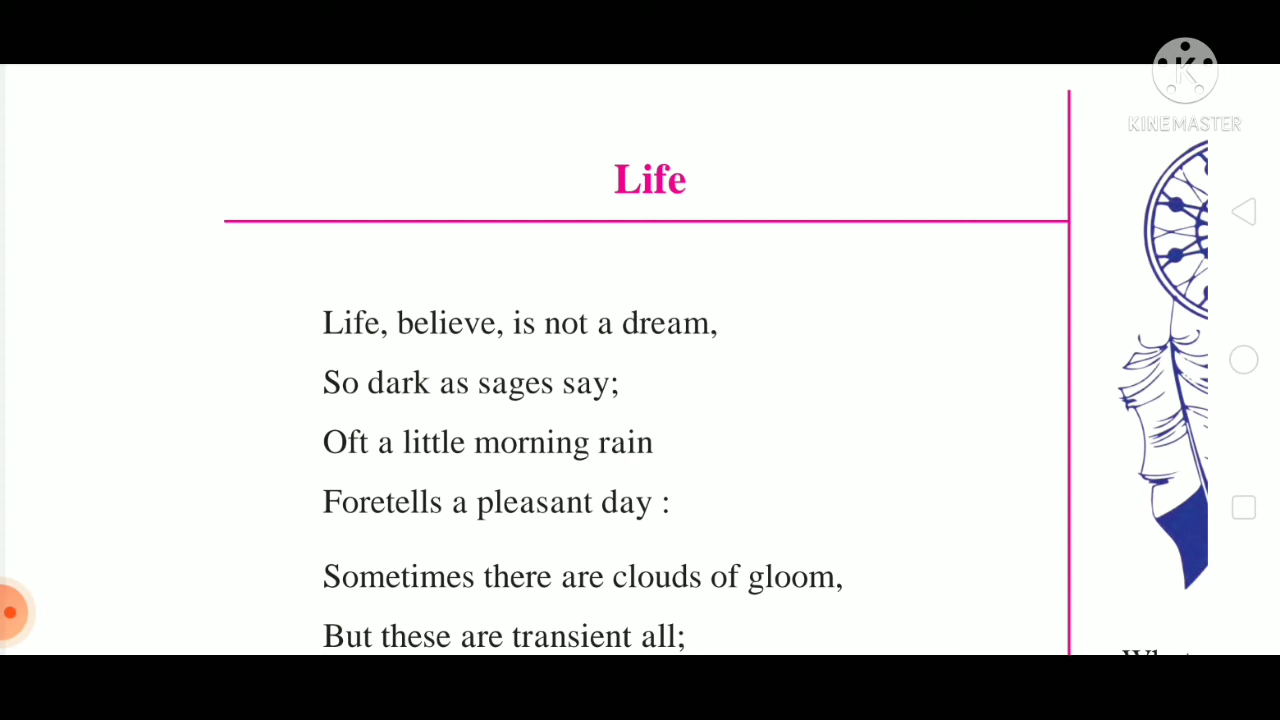 KINEMASTER
Life
Life, believe, is not a dream,
So dark as sages say;
Oft a little morning rain
Foretells a pleasant day :
Sometimes there are clouds of gloom,
But these are transient all;